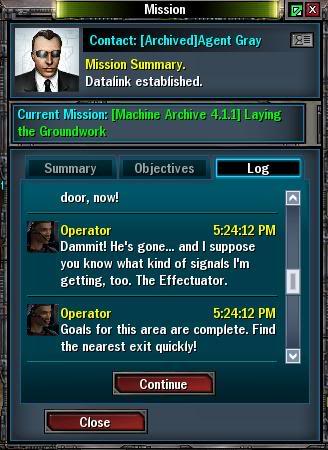 Mission
Contact: [Archived]Agent Gray
Mission Summary.
Datalink established.
Current Mission: [Machine Archive 4.1.1] Laying
the Groundwork
Summary
Objectives
Log
door, now!
Operator 5:24:12 PM
Dammit! He's gone... and I suppose
you know what kind of signals I'm
getting, too. The Effectuator.
Operator 5:24:12 PM
Goals for this area are complete. Find
the nearest exit quickly!
Continue
Close